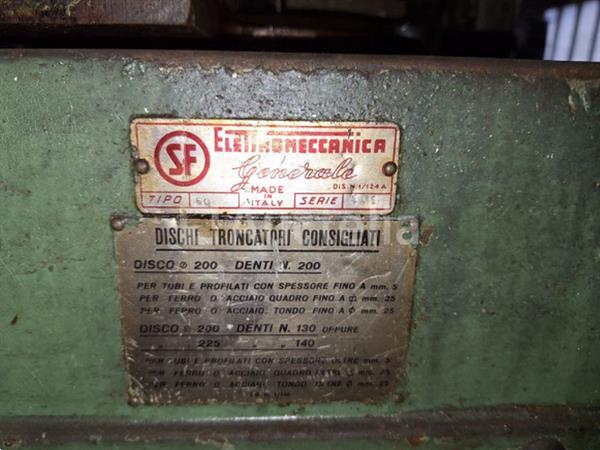 SF ELETTROMECCANICA
Generale
MADE
IN
ITALY
DIS. N. 1/124 A
TIPO SERIE
DISCHI TRONCATORI CONSIGLIATI
DISCO ⌀ 200 DENTI N. 200
PER TUBI E PROFILATI CON SPESSORE FINO A mm. 5
PER FERRO O ACCIAIO QUADRO FINO A □ mm. 25
PER FERRO O ACCIAIO TONDO FINO A ⌀ mm. 25
DISCO ⌀ 200 DENTI N. 130 OPPURE
„ 225 „ „ 140
PER TUBI E PROFILATI CON SPESSORE OLTRE mm. 5
PER FERRO O ACCIAIO QUADRO OLTRE □ mm. 25
PER FERRO O ACCIAIO TONDO OLTRE ⌀ mm. 25